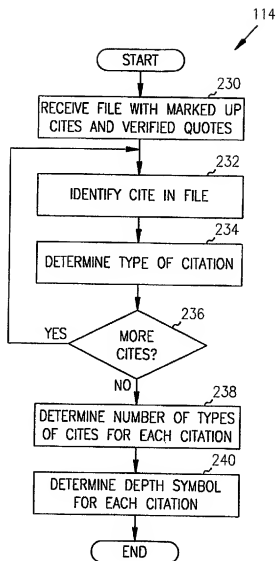 114
START
230
RECEIVE FILE WITH MARKED UP
CITES AND VERIFIED QUOTES
232
IDENTIFY CITE IN FILE
234
DETERMINE TYPE OF CITATION
236
YES
MORE
CITES?
NO
238
DETERMINE NUMBER OF TYPES
OF CITES FOR EACH CITATION
240
DETERMINE DEPTH SYMBOL
FOR EACH CITATION
END